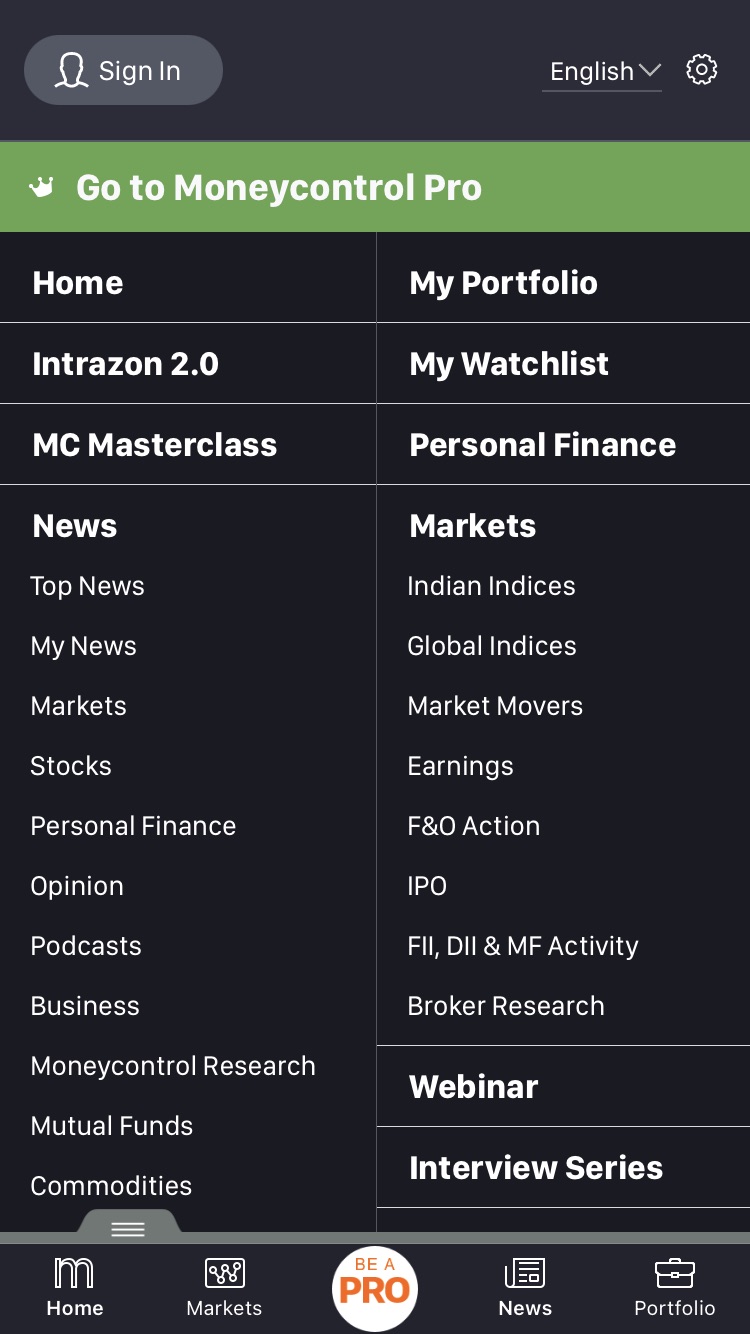 Sign In
English
Go to Moneycontrol Pro
Home
Intrazon 2.0
MC Masterclass
News
Top News
My News
Markets
Stocks
Personal Finance
Opinion
Podcasts
Business
Moneycontrol Research
Mutual Funds
Commodities
My Portfolio
My Watchlist
Personal Finance
Markets
Indian Indices
Global Indices
Market Movers
Earnings
F&O Action
IPO
FII, DII & MF Activity
Broker Research
Webinar
Interview Series
Home
Markets
BE A
PRO
News
Portfolio